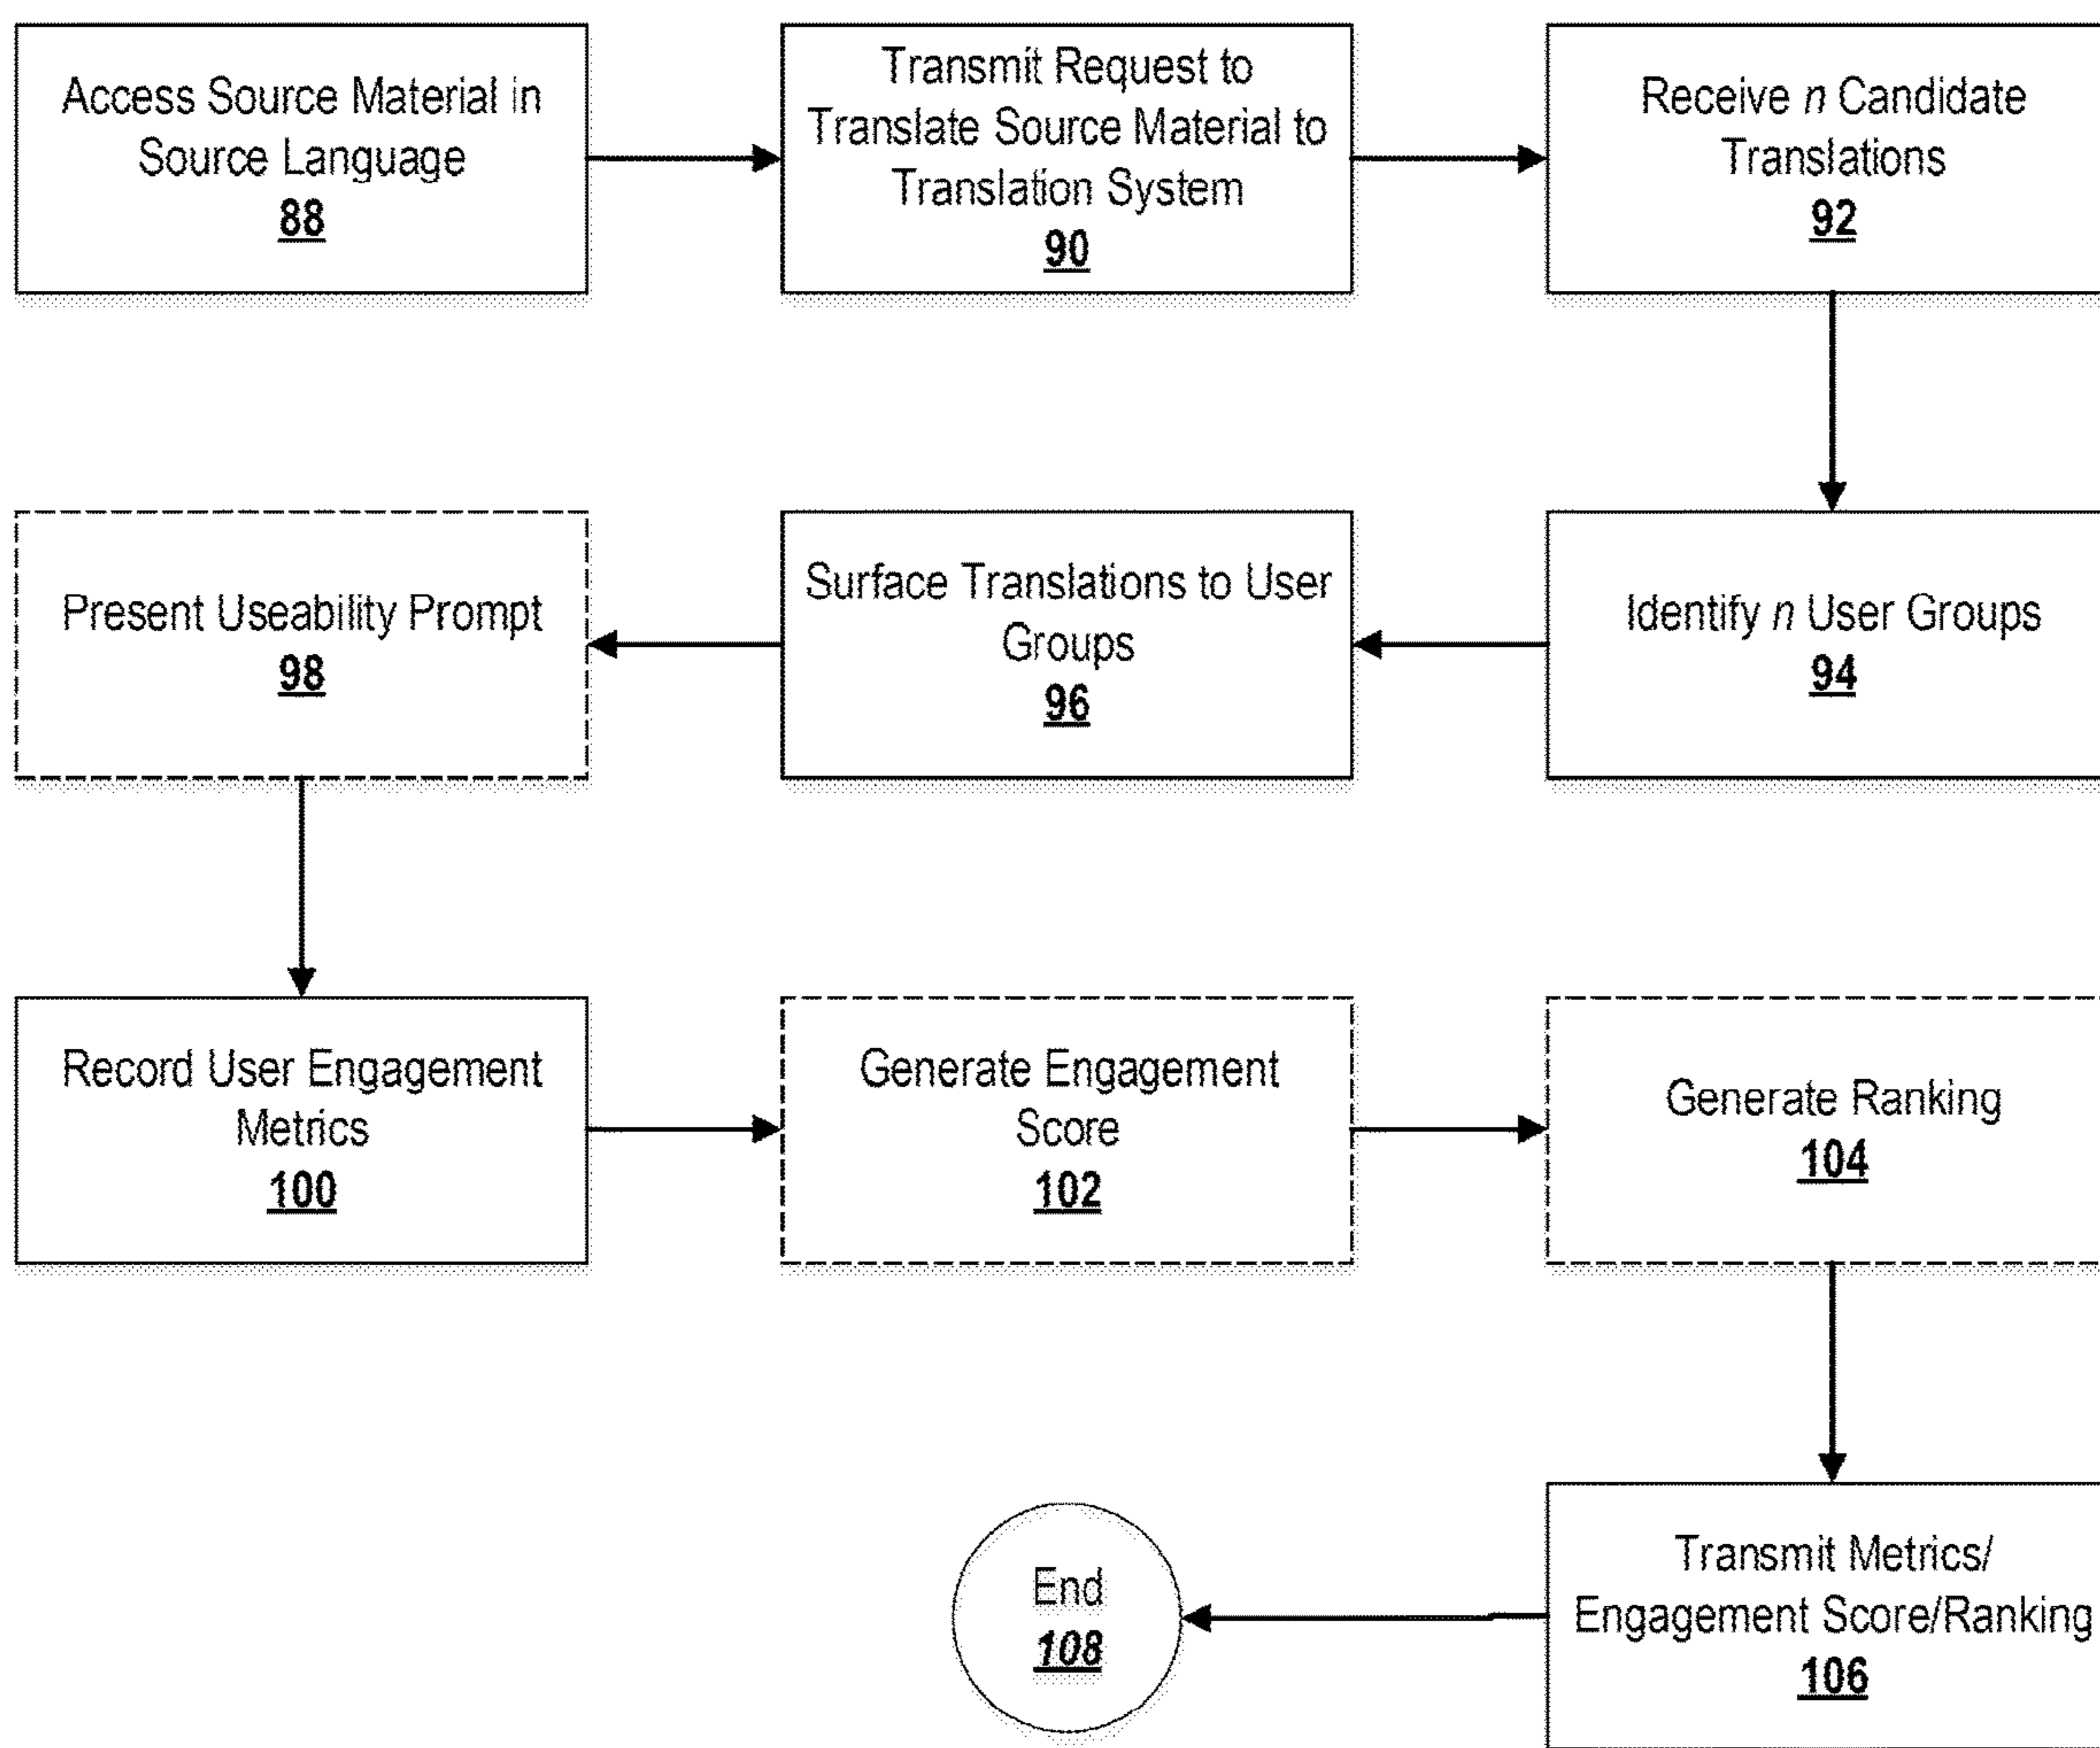 Access Source Material in
Source Language
88
Transmit Request to
Translate Source Material to
Translation System
90
Receive n Candidate
Translations
92
Present Useability Prompt
98
Surface Translations to User
Groups
96
Identify n User Groups
94
Record User Engagement
Metrics
100
Generate Engagement
Score
102
Generate Ranking
104
End
108
Transmit Metrics/
Engagement Score/Ranking
106